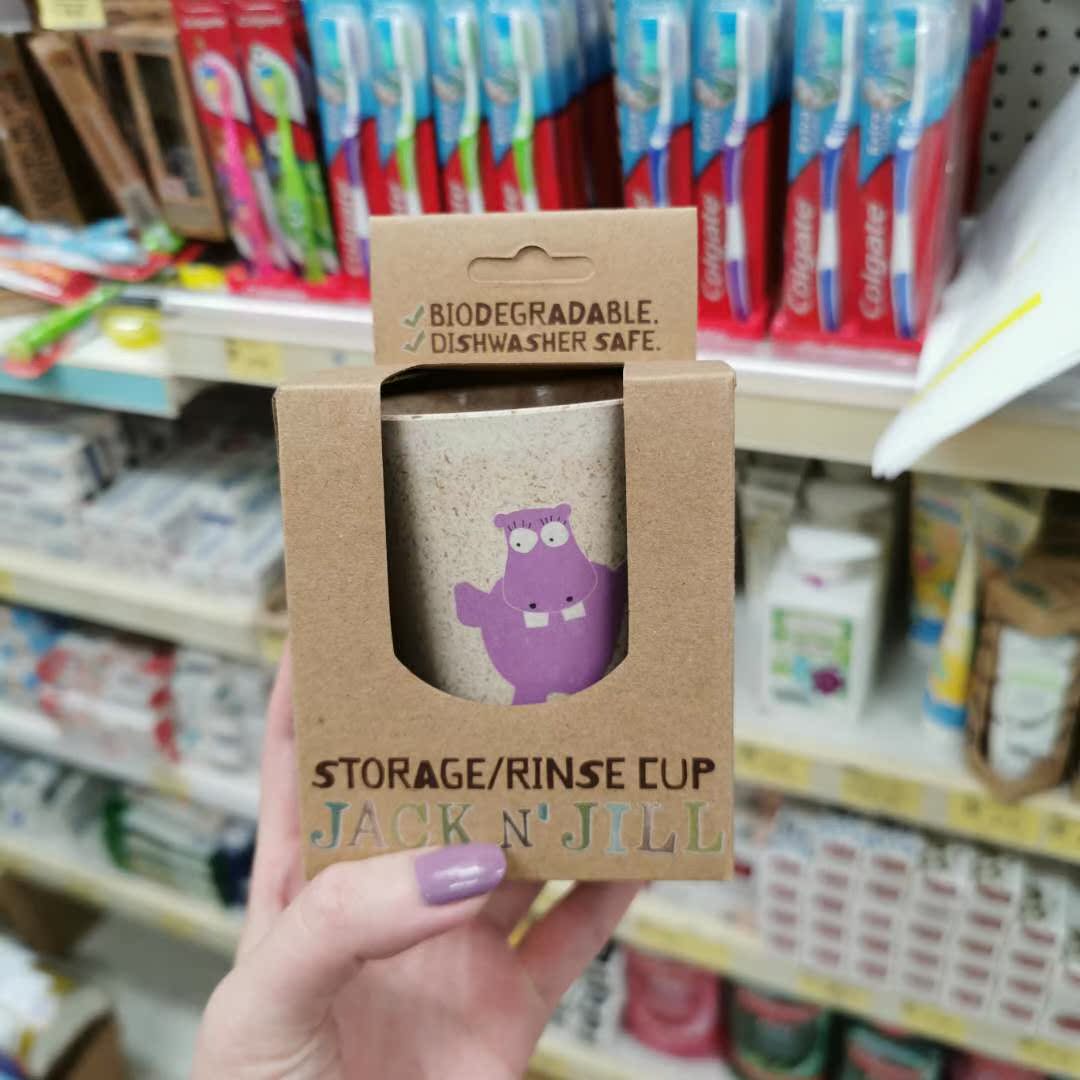 BIODEGRADABLE.
DISHWASHER SAFE.
STORAGE/RINSE CUP
JACK N' JILL
Colgate
Colgate
Colgate